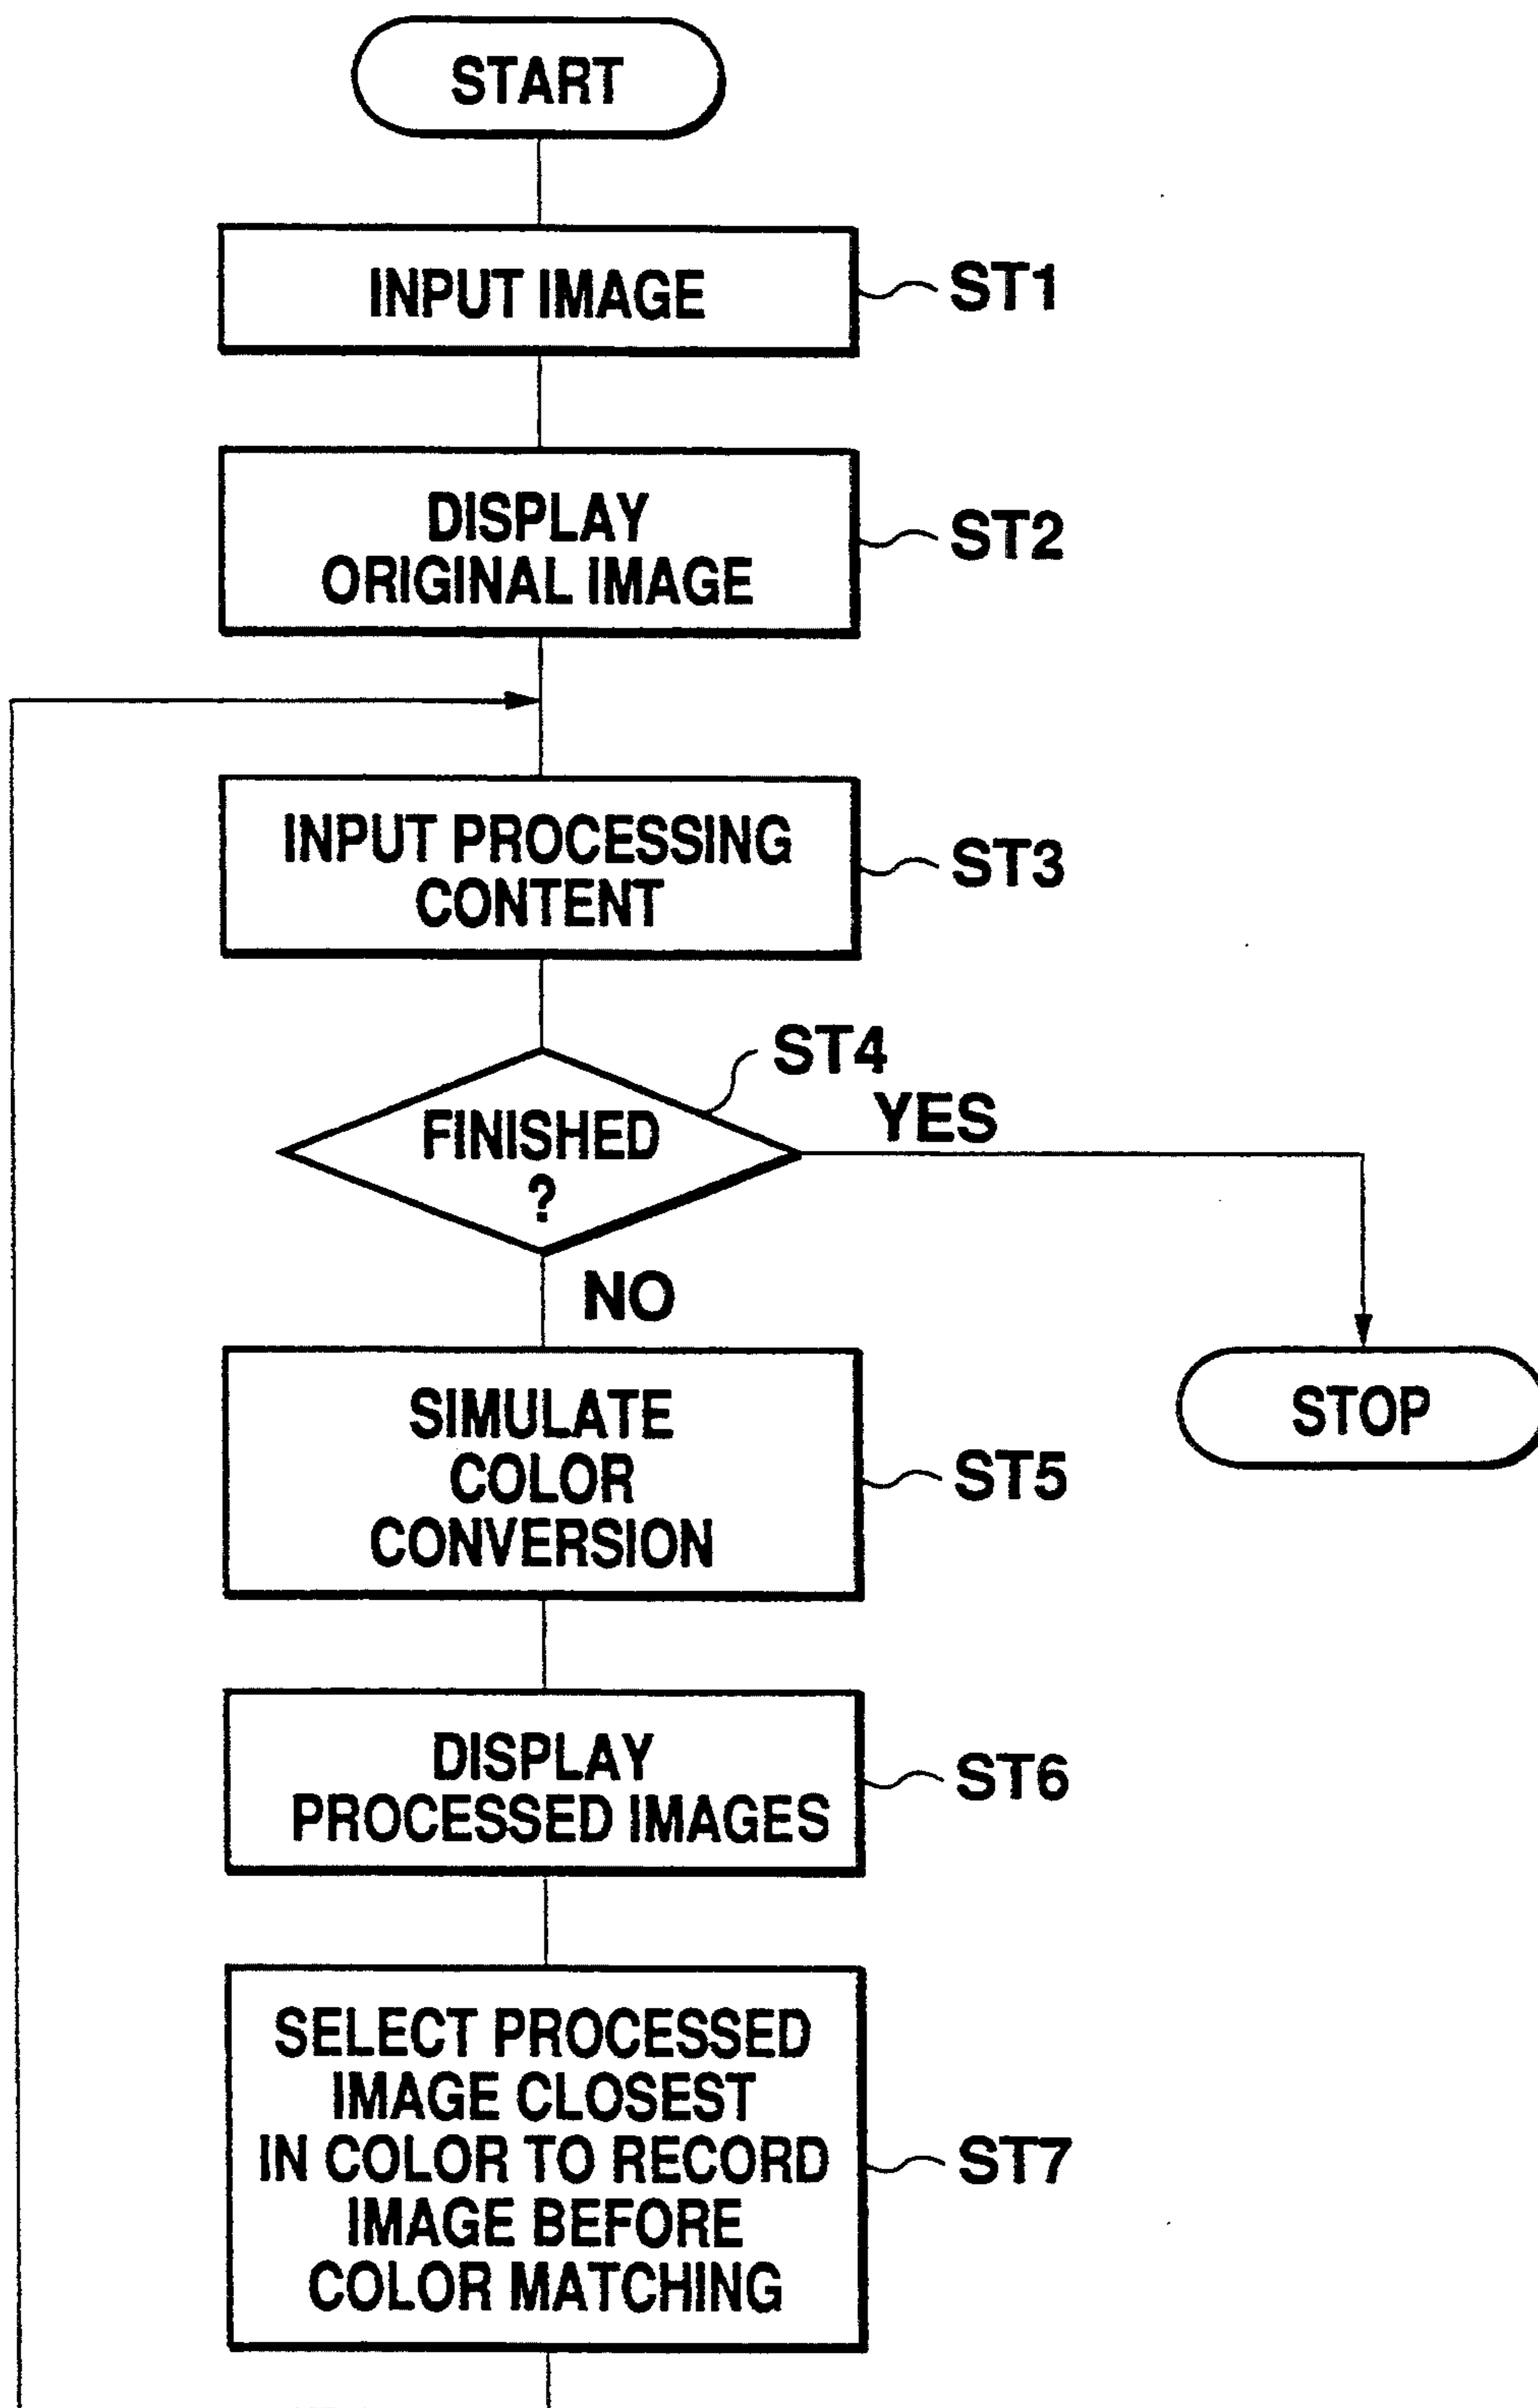 START
INPUT IMAGE
ST1
DISPLAY
ORIGINAL IMAGE
ST2
INPUT PROCESSING
CONTENT
ST3
ST4
FINISHED
?
YES
NO
STOP
SIMULATE
COLOR
CONVERSION
ST5
DISPLAY
PROCESSED IMAGES
ST6
SELECT PROCESSED
IMAGE CLOSEST
IN COLOR TO RECORD
IMAGE BEFORE
COLOR MATCHING
ST7